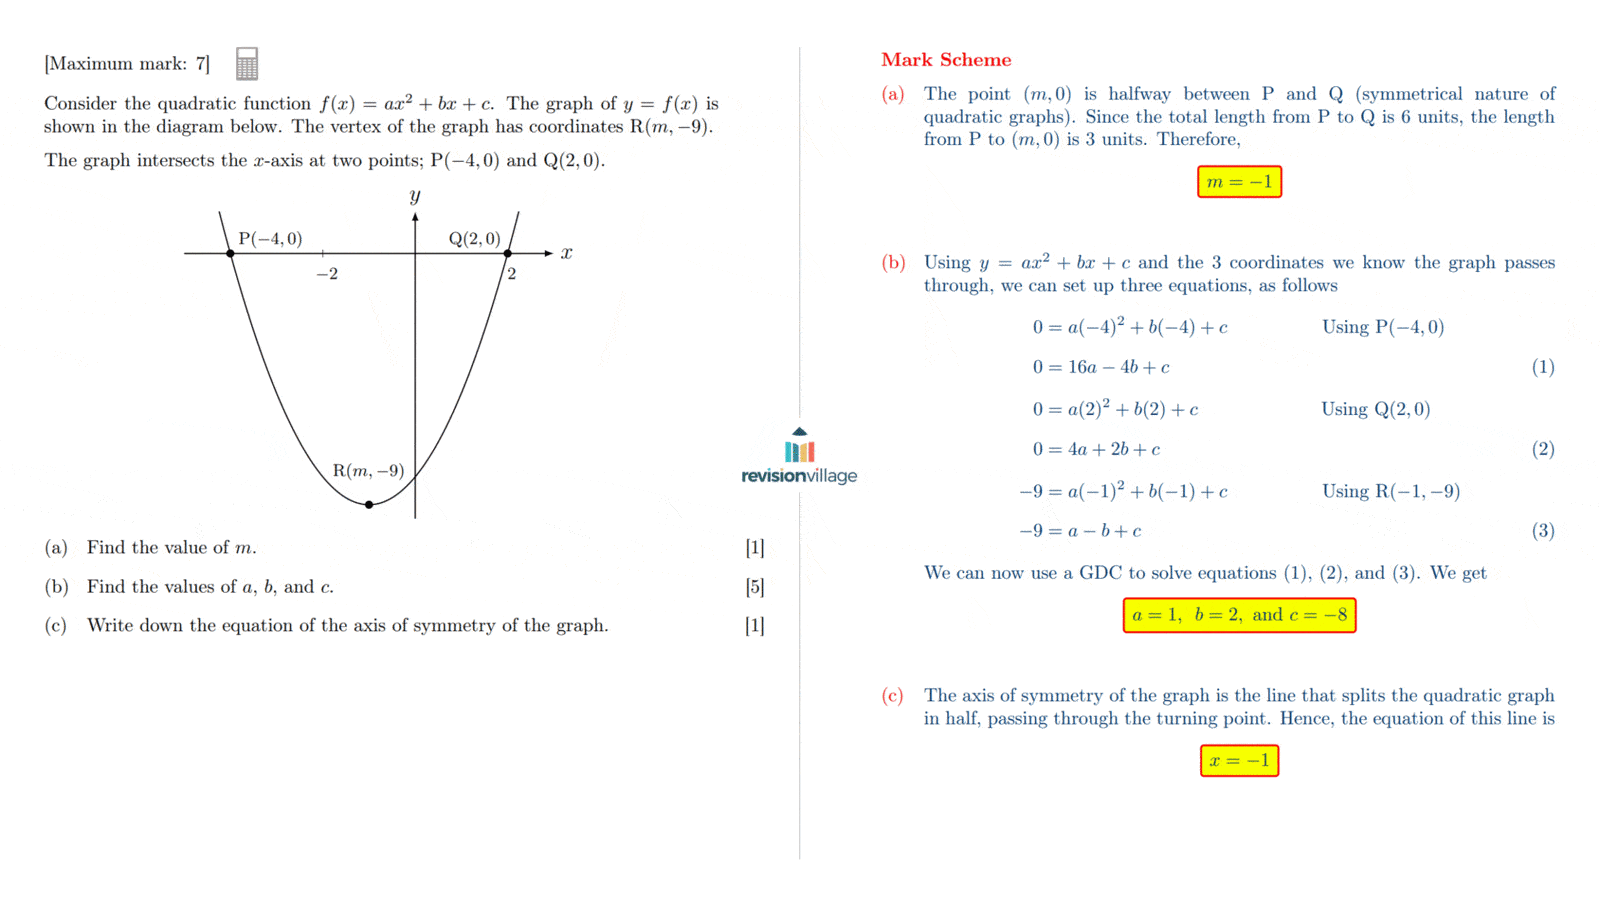 [Maximum mark: 7]
Consider the quadratic function f(x) = ax² + bx + c. The graph of y = f(x) is
shown in the diagram below. The vertex of the graph has coordinates R(m, −9).
The graph intersects the x-axis at two points; P(−4, 0) and Q(2, 0).
y
P(−4, 0)
Q(2, 0)
x
−2
2
R(m, −9)
(a) Find the value of m. [1]
(b) Find the values of a, b, and c. [5]
(c) Write down the equation of the axis of symmetry of the graph. [1]
revisionvillage
Mark Scheme
(a) The point (m, 0) is halfway between P and Q (symmetrical nature of
quadratic graphs). Since the total length from P to Q is 6 units, the length
from P to (m, 0) is 3 units. Therefore,
m = −1
(b) Using y = ax² + bx + c and the 3 coordinates we know the graph passes
through, we can set up three equations, as follows
0 = a(−4)² + b(−4) + c Using P(−4, 0)
0 = 16a − 4b + c (1)
0 = a(2)² + b(2) + c Using Q(2, 0)
0 = 4a + 2b + c (2)
−9 = a(−1)² + b(−1) + c Using R(−1, −9)
−9 = a − b + c (3)
We can now use a GDC to solve equations (1), (2), and (3). We get
a = 1, b = 2, and c = −8
(c) The axis of symmetry of the graph is the line that splits the quadratic graph
in half, passing through the turning point. Hence, the equation of this line is
x = −1